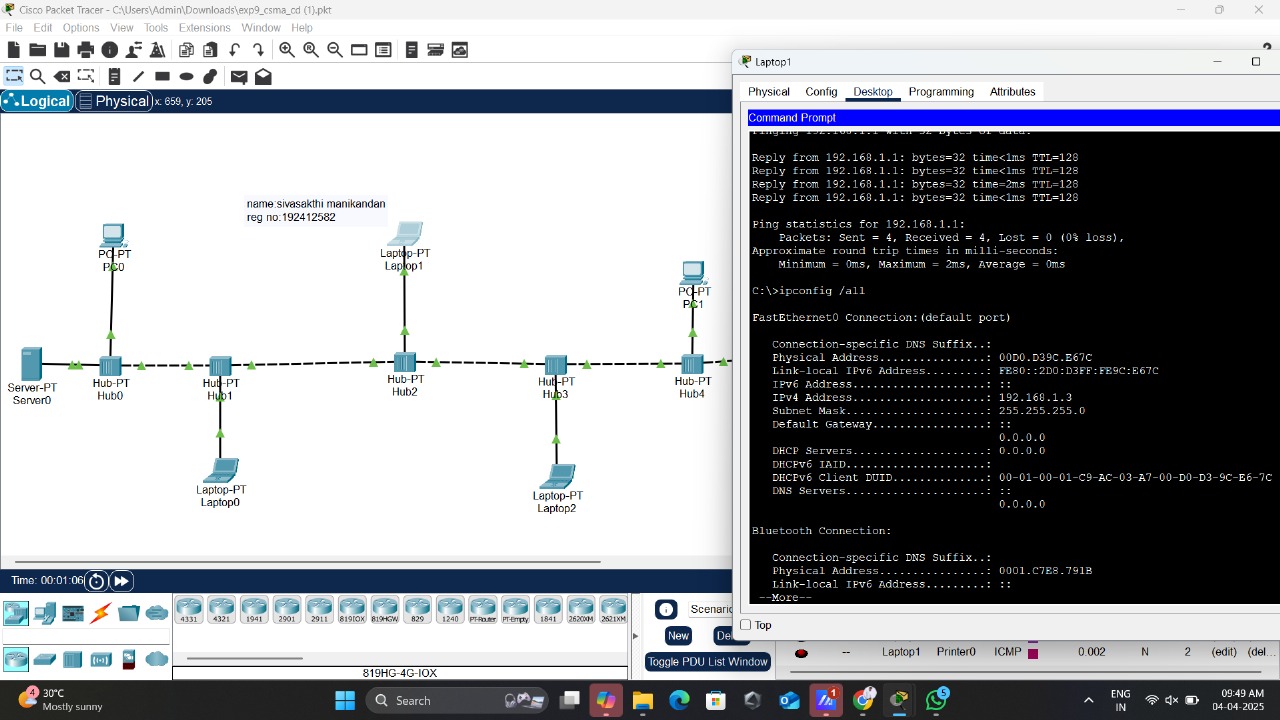 Cisco Packet Tracer - C:\Users\Admin\Downloads\exp9_csma_cd (1).pkt
File Edit Options View Tools Extensions Window Help
Logical Physical x: 659, y: 205
name:sivasakthi manikandan
reg no:192412582
PC-PT
PC0
Laptop-PT
Laptop1
PC-PT
PC1
Server-PT
Server0
Hub-PT
Hub0
Hub-PT
Hub1
Hub-PT
Hub2
Hub-PT
Hub3
Hub-PT
Hub4
Laptop-PT
Laptop0
Laptop-PT
Laptop2
Laptop1
Physical Config Desktop Programming Attributes
Command Prompt
Pinging 192.168.1.1 with 32 bytes of data:
Reply from 192.168.1.1: bytes=32 time<1ms TTL=128
Reply from 192.168.1.1: bytes=32 time<1ms TTL=128
Reply from 192.168.1.1: bytes=32 time=2ms TTL=128
Reply from 192.168.1.1: bytes=32 time<1ms TTL=128
Ping statistics for 192.168.1.1:
Packets: Sent = 4, Received = 4, Lost = 0 (0% loss),
Approximate round trip times in milli-seconds:
Minimum = 0ms, Maximum = 2ms, Average = 0ms
C:\>ipconfig /all
FastEthernet0 Connection:(default port)
Connection-specific DNS Suffix..:
Physical Address................: 00D0.D39C.E67C
Link-local IPv6 Address.........: FE80::2D0:D3FF:FE9C:E67C
IPv6 Address....................: ::
IPv4 Address....................: 192.168.1.3
Subnet Mask.....................: 255.255.255.0
Default Gateway.................: ::
0.0.0.0
DHCP Servers....................: 0.0.0.0
DHCPv6 IAID.....................:
DHCPv6 Client DUID..............: 00-01-00-01-C9-AC-03-A7-00-D0-D3-9C-E6-7C
DNS Servers.....................: ::
0.0.0.0
Bluetooth Connection:
Connection-specific DNS Suffix..:
Physical Address................: 0001.C7E8.791B
Link-local IPv6 Address.........: ::
--More--
Top
Time: 00:01:06
4331 4321 1941 2901 2911 819IOX 819HGW 829 1240 PT-Router PT-Empty 1841 2620XM 2621XM
819HG-4G-IOX
Scenario
New
Toggle PDU List Window
-- Laptop1 Printer0 ICMP 0.002 N 2 (edit) (del...
30°C
Mostly sunny
Search
1
5
ENG
IN
09:49 AM
04-04-2025